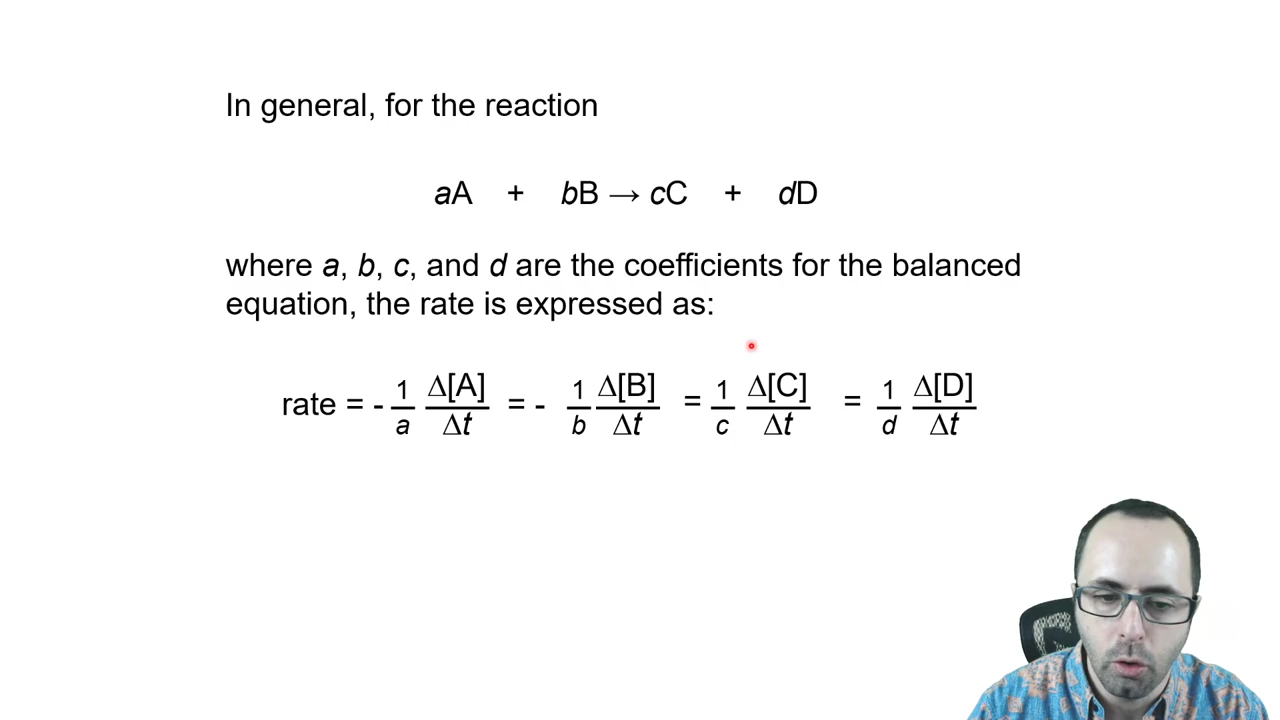 In general, for the reaction
aA + bB → cC + dD
where a, b, c, and d are the coefficients for the balanced
equation, the rate is expressed as:
rate = - 1/a Δ[A]/Δt = - 1/b Δ[B]/Δt = 1/c Δ[C]/Δt = 1/d Δ[D]/Δt